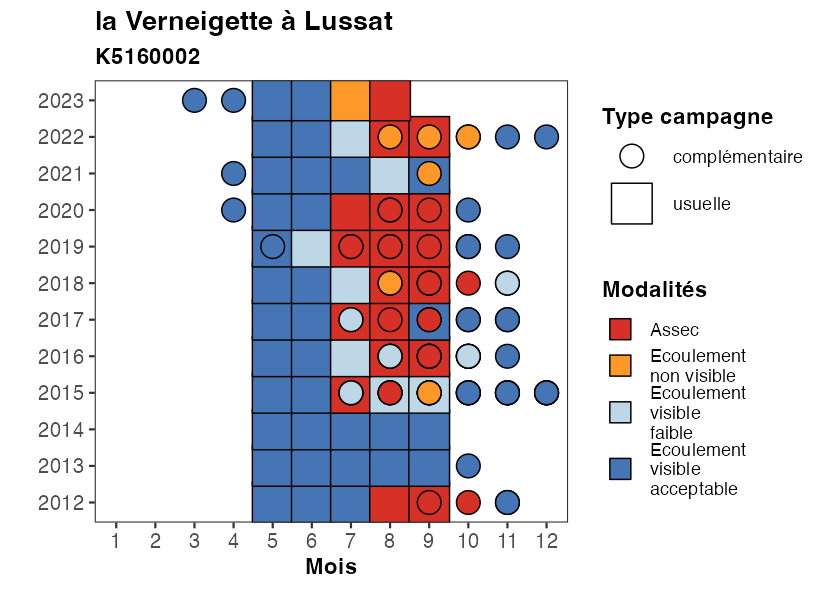 la Verneigette à Lussat
K5160002
2023
2022
2021
2020
2019
2018
2017
2016
2015
2014
2013
2012
1 2 3 4 5 6 7 8 9 10 11 12
Mois
Type campagne
complémentaire
usuelle
Modalités
Assec
Ecoulement
non visible
Ecoulement
visible
faible
Ecoulement
visible
acceptable